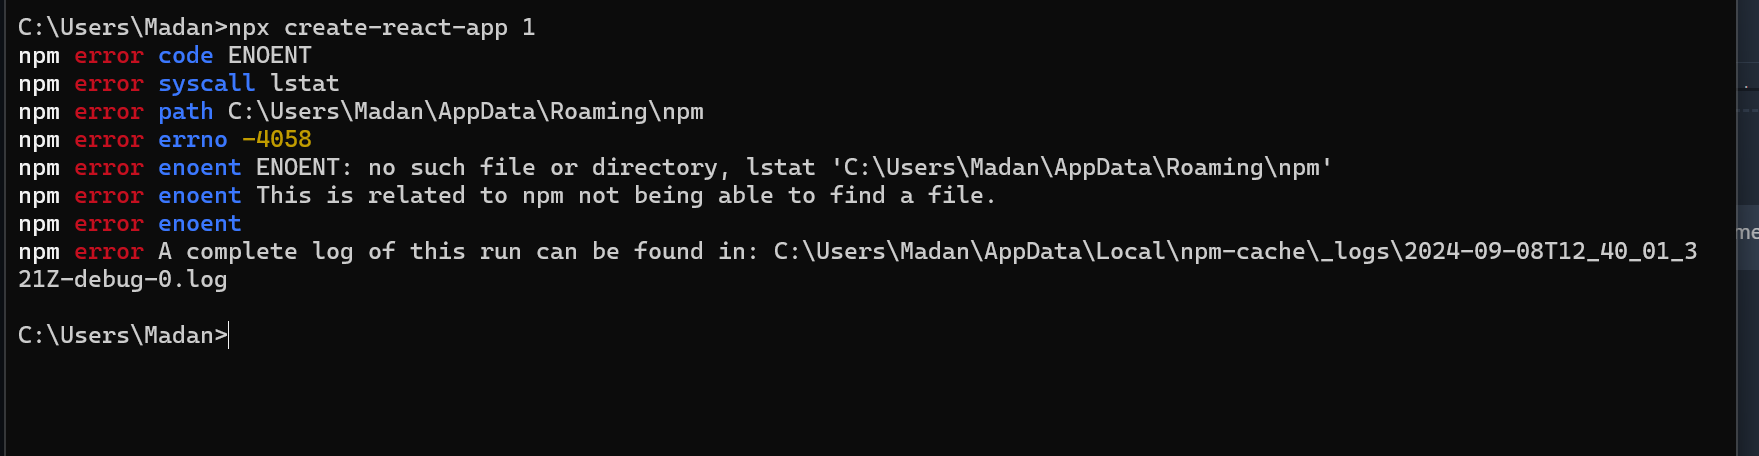 C:\Users\Madan>npx create-react-app 1
npm error code ENOENT
npm error syscall lstat
npm error path C:\Users\Madan\AppData\Roaming\npm
npm error errno -4058
npm error enoent ENOENT: no such file or directory, lstat 'C:\Users\Madan\AppData\Roaming\npm'
npm error enoent This is related to npm not being able to find a file.
npm error enoent
npm error A complete log of this run can be found in: C:\Users\Madan\AppData\Local\npm-cache\_logs\2024-09-08T12_40_01_3
21Z-debug-0.log
C:\Users\Madan>